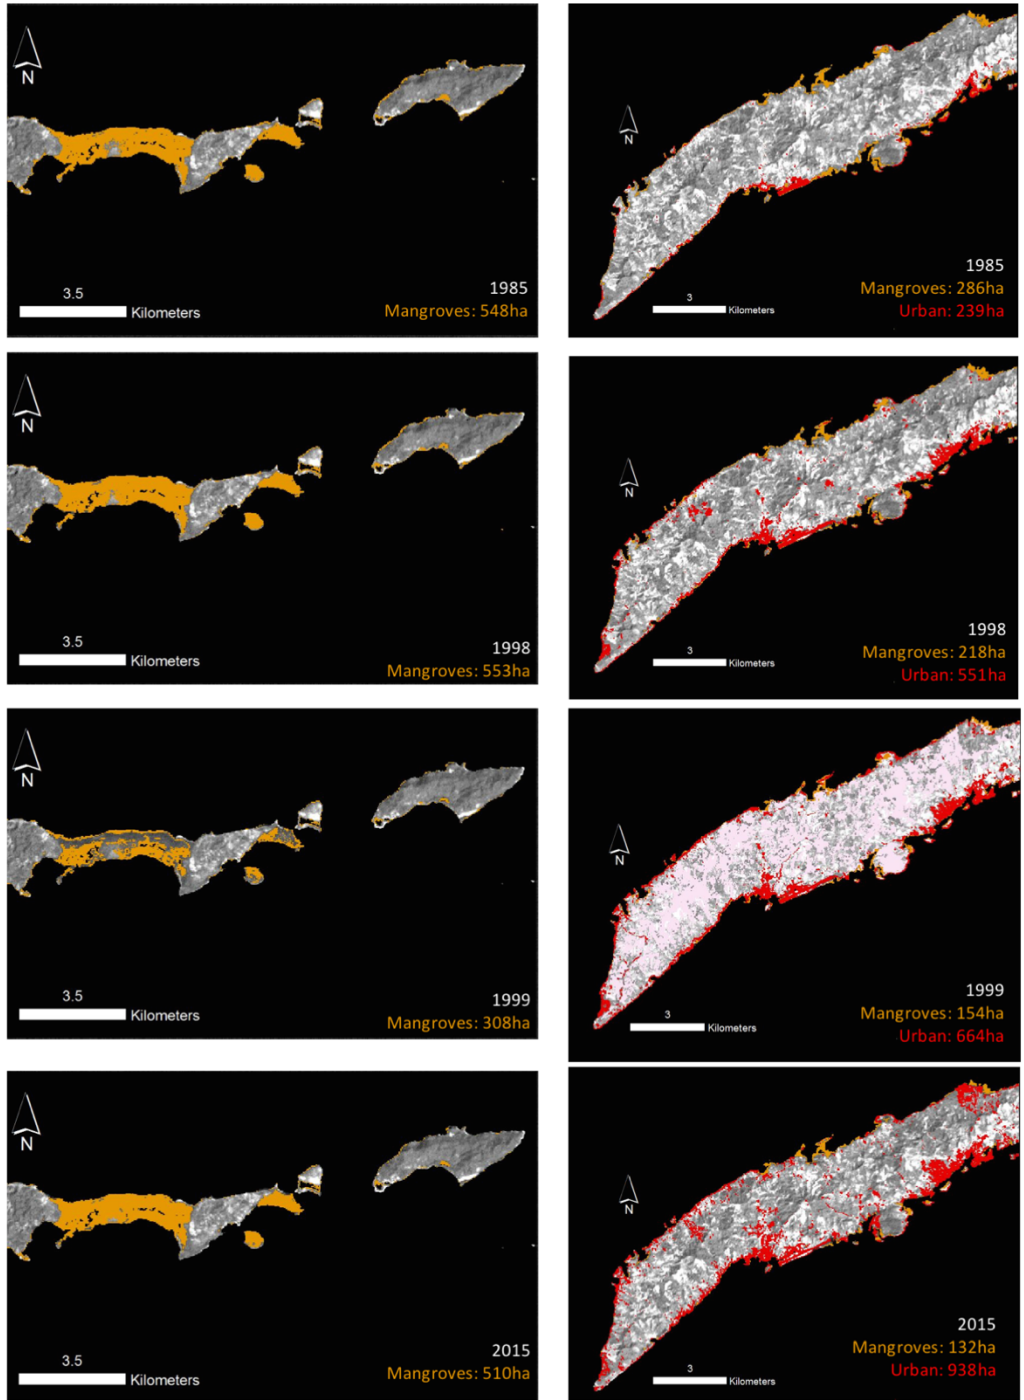 N
3.5
Kilometers
1985
Mangroves: 548ha
N
3
Kilometers
1985
Mangroves: 286ha
Urban: 239ha
N
3.5
Kilometers
1998
Mangroves: 553ha
N
3
Kilometers
1998
Mangroves: 218ha
Urban: 551ha
N
3.5
Kilometers
1999
Mangroves: 308ha
N
3
Kilometers
1999
Mangroves: 154ha
Urban: 664ha
N
3.5
Kilometers
2015
Mangroves: 510ha
N
3
Kilometers
2015
Mangroves: 132ha
Urban: 938ha